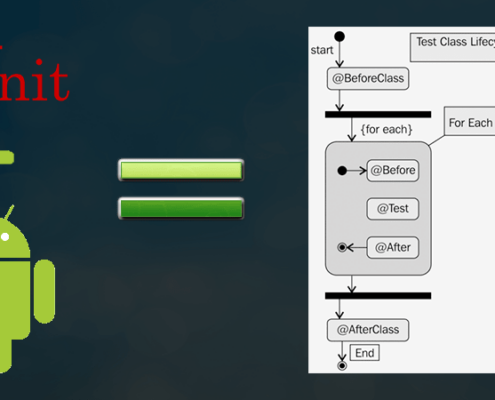 nit
Test Class Lifecy
start
@BeforeClass
{for each}
For Each
@Before
@Test
@After
@AfterClass
End